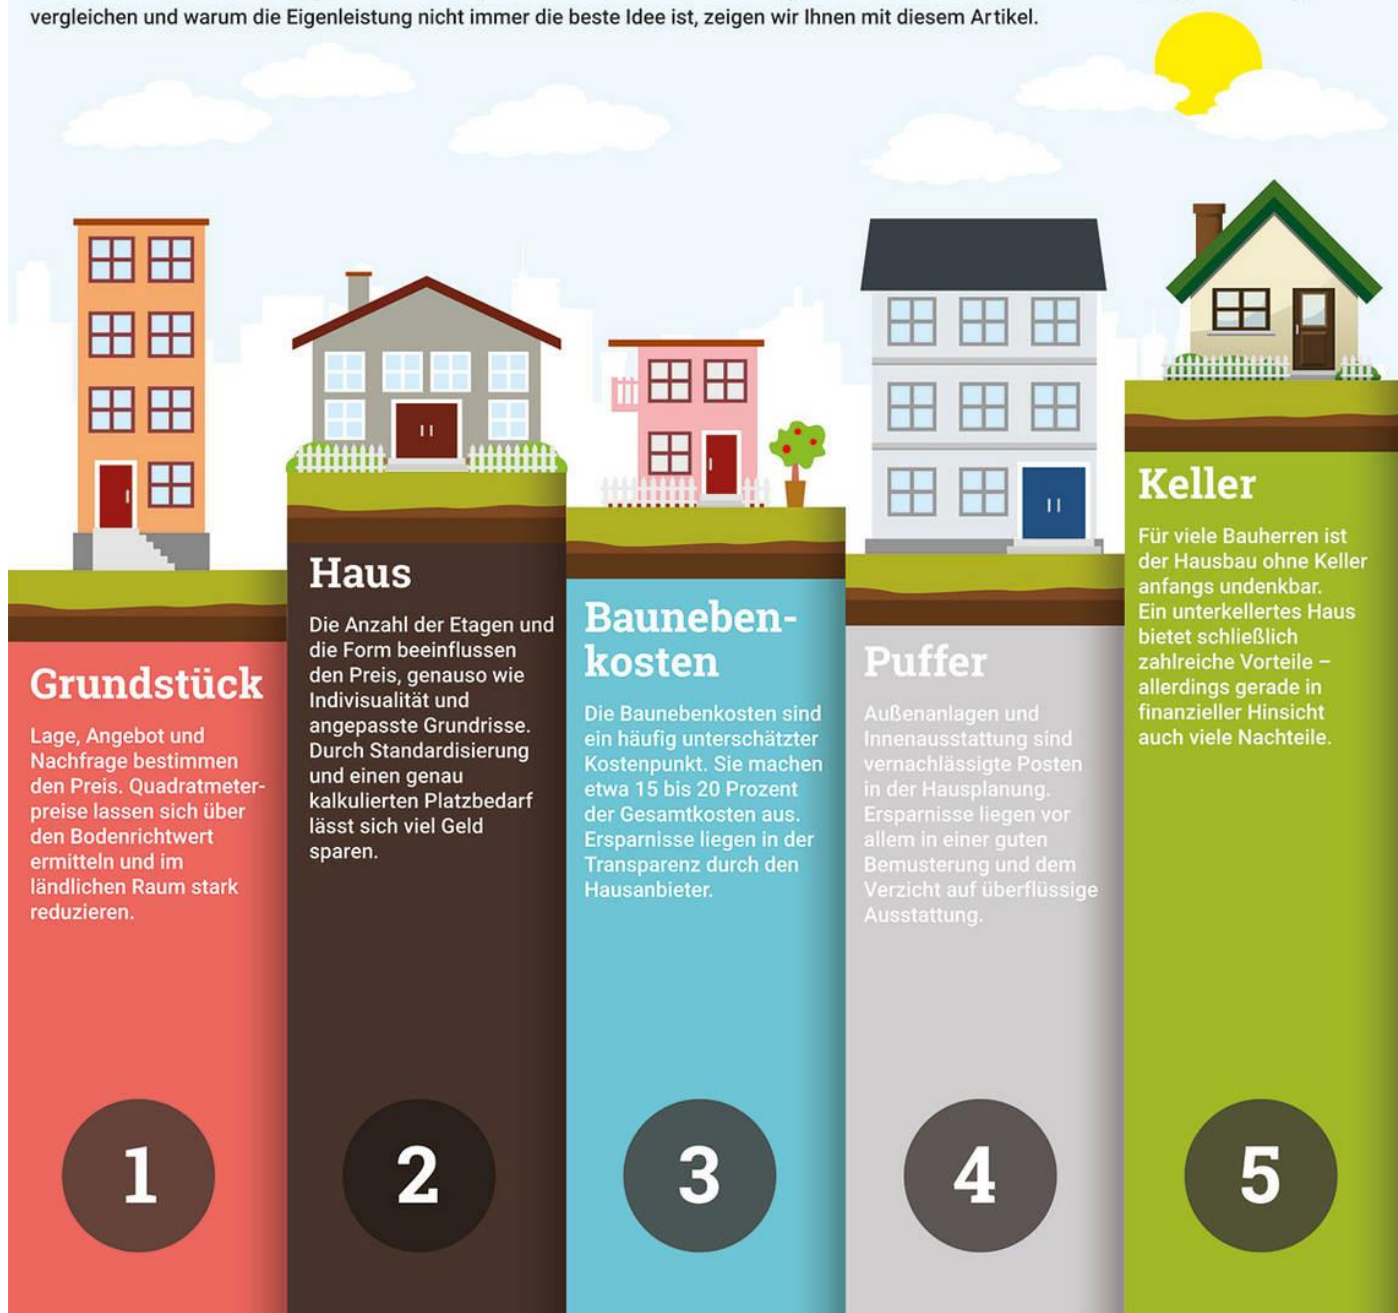 vergleichen und warum die Eigenleistung nicht immer die beste Idee ist, zeigen wir Ihnen mit diesem Artikel.
Grundstück
Lage, Angebot und
Nachfrage bestimmen
den Preis. Quadratmeter-
preise lassen sich über
den Bodenrichtwert
ermitteln und im
ländlichen Raum stark
reduzieren.
1
Haus
Die Anzahl der Etagen und
die Form beeinflussen
den Preis, genauso wie
Indivisualität und
angepasste Grundrisse.
Durch Standardisierung
und einen genau
kalkulierten Platzbedarf
lässt sich viel Geld
sparen.
2
Bauneben-
kosten
Die Baunebenkosten sind
ein häufig unterschätzter
Kostenpunkt. Sie machen
etwa 15 bis 20 Prozent
der Gesamtkosten aus.
Ersparnisse liegen in der
Transparenz durch den
Hausanbieter.
3
Puffer
Außenanlagen und
Innenausstattung sind
vernachlässigte Posten
in der Hausplanung.
Ersparnisse liegen vor
allem in einer guten
Bemusterung und dem
Verzicht auf überflüssige
Ausstattung.
4
Keller
Für viele Bauherren ist
der Hausbau ohne Keller
anfangs undenkbar.
Ein unterkellertes Haus
bietet schließlich
zahlreiche Vorteile –
allerdings gerade in
finanzieller Hinsicht
auch viele Nachteile.
5